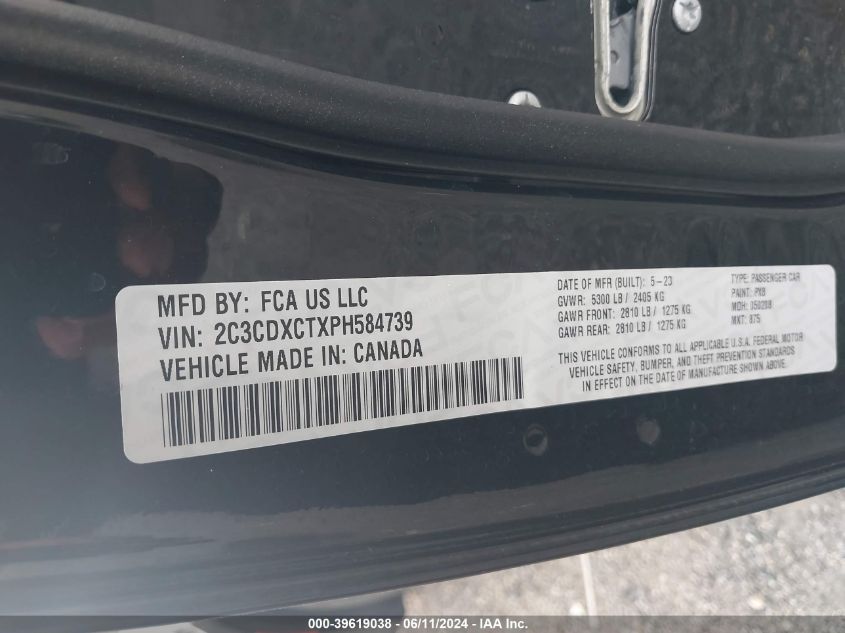 MFD BY: FCA US LLC
VIN: 2C3CDXCTXPH584739
VEHICLE MADE IN: CANADA
DATE OF MFR (BUILT): 5-23
GVWR: 5300 LB / 2405 KG
GAWR FRONT: 2810 LB / 1275 KG
GAWR REAR: 2810 LB / 1275 KG
TYPE: PASSENGER CAR
PAINT: PXB
MDH: 050208
MXT: 875
THIS VEHICLE CONFORMS TO ALL APPLICABLE U.S.A. FEDERAL MOTOR
VEHICLE SAFETY, BUMPER, AND THEFT PREVENTION STANDARDS
IN EFFECT ON THE DATE OF MANUFACTURE SHOWN ABOVE.
000-39619038 - 06/11/2024 - IAA Inc.